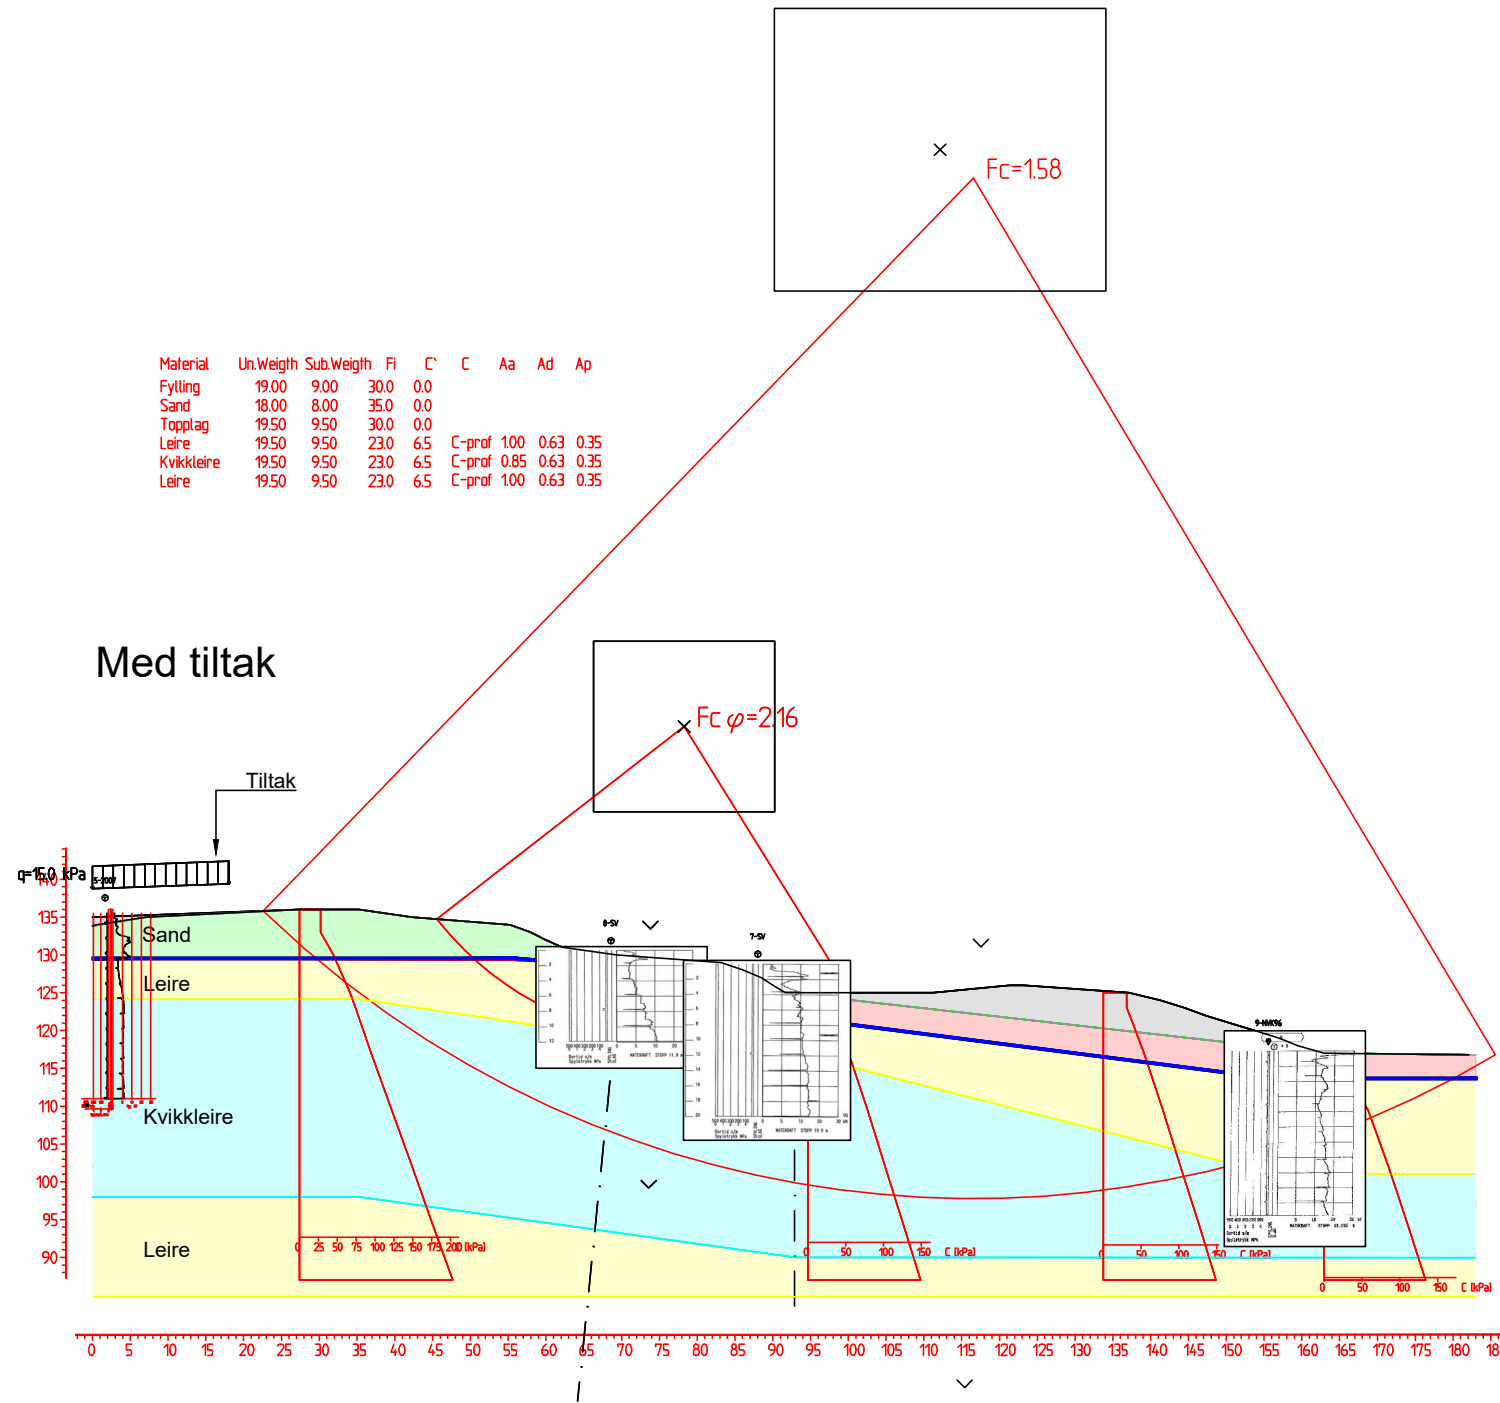 Fc=1.58
Material Un.Weigth Sub.Weigth Fi C` C Aa Ad Ap
Fylling 19.00 9.00 30.0 0.0
Sand 18.00 8.00 35.0 0.0
Topplag 19.50 9.50 30.0 0.0
Leire 19.50 9.50 23.0 6.5 C-prof 1.00 0.63 0.35
Kvikkleire 19.50 9.50 23.0 6.5 C-prof 0.85 0.63 0.35
Leire 19.50 9.50 23.0 6.5 C-prof 1.00 0.63 0.35
Med tiltak
Fc φ=2.16
Tiltak
q=15.0 kPa
140
135
130
125
120
115
110
105
100
95
90
8-SV
7-SV
9-NVK96
Sand
Leire
Kvikkleire
Leire
0 25 50 75 100 125 150 175 200 (kPa)
0 50 100 150 C (kPa)
0 50 100 150 C (kPa)
0 50 100 150 C (kPa)
0 5 10 15 20 25 30 35 40 45 50 55 60 65 70 75 80 85 90 95 100 105 110 115 120 125 130 135 140 145 150 155 160 165 170 175 180 18